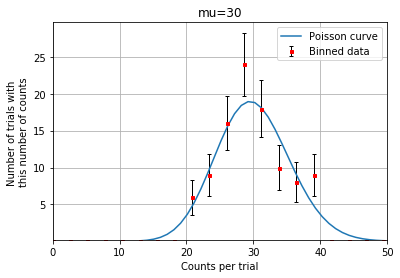 mu=30
Poisson curve
Binned data
Number of trials with
this number of counts
25
20
15
10
5
0
10
20
30
40
50
Counts per trial